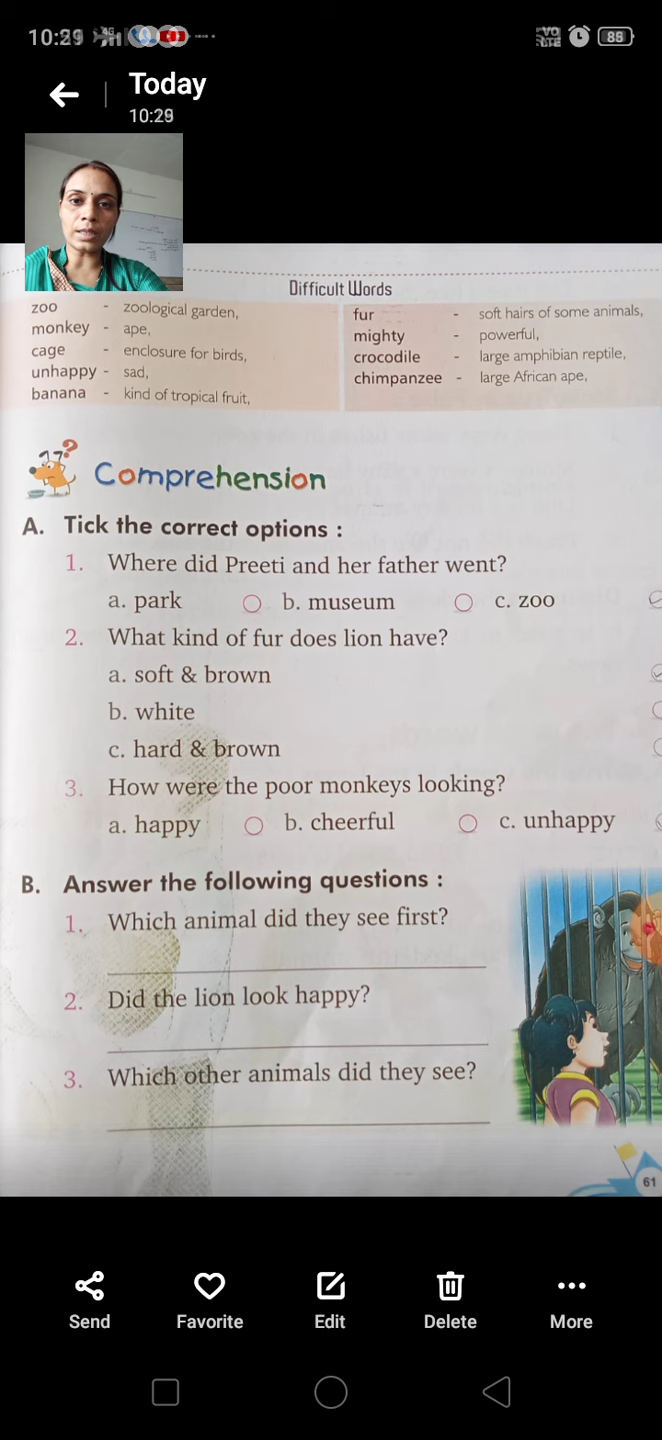 Today
10:29
89
Difficult Words
zoo - zoological garden,
monkey - ape,
cage - enclosure for birds,
unhappy - sad,
banana - kind of tropical fruit,
fur - soft hairs of some animals,
mighty - powerful,
crocodile - large amphibian reptile,
chimpanzee - large African ape,
Comprehension
A. Tick the correct options :
1. Where did Preeti and her father went?
a. park b. museum c. zoo
2. What kind of fur does lion have?
a. soft & brown
b. white
c. hard & brown
3. How were the poor monkeys looking?
a. happy b. cheerful c. unhappy
B. Answer the following questions :
1. Which animal did they see first?
2. Did the lion look happy?
3. Which other animals did they see?
61
Send Favorite Edit Delete More